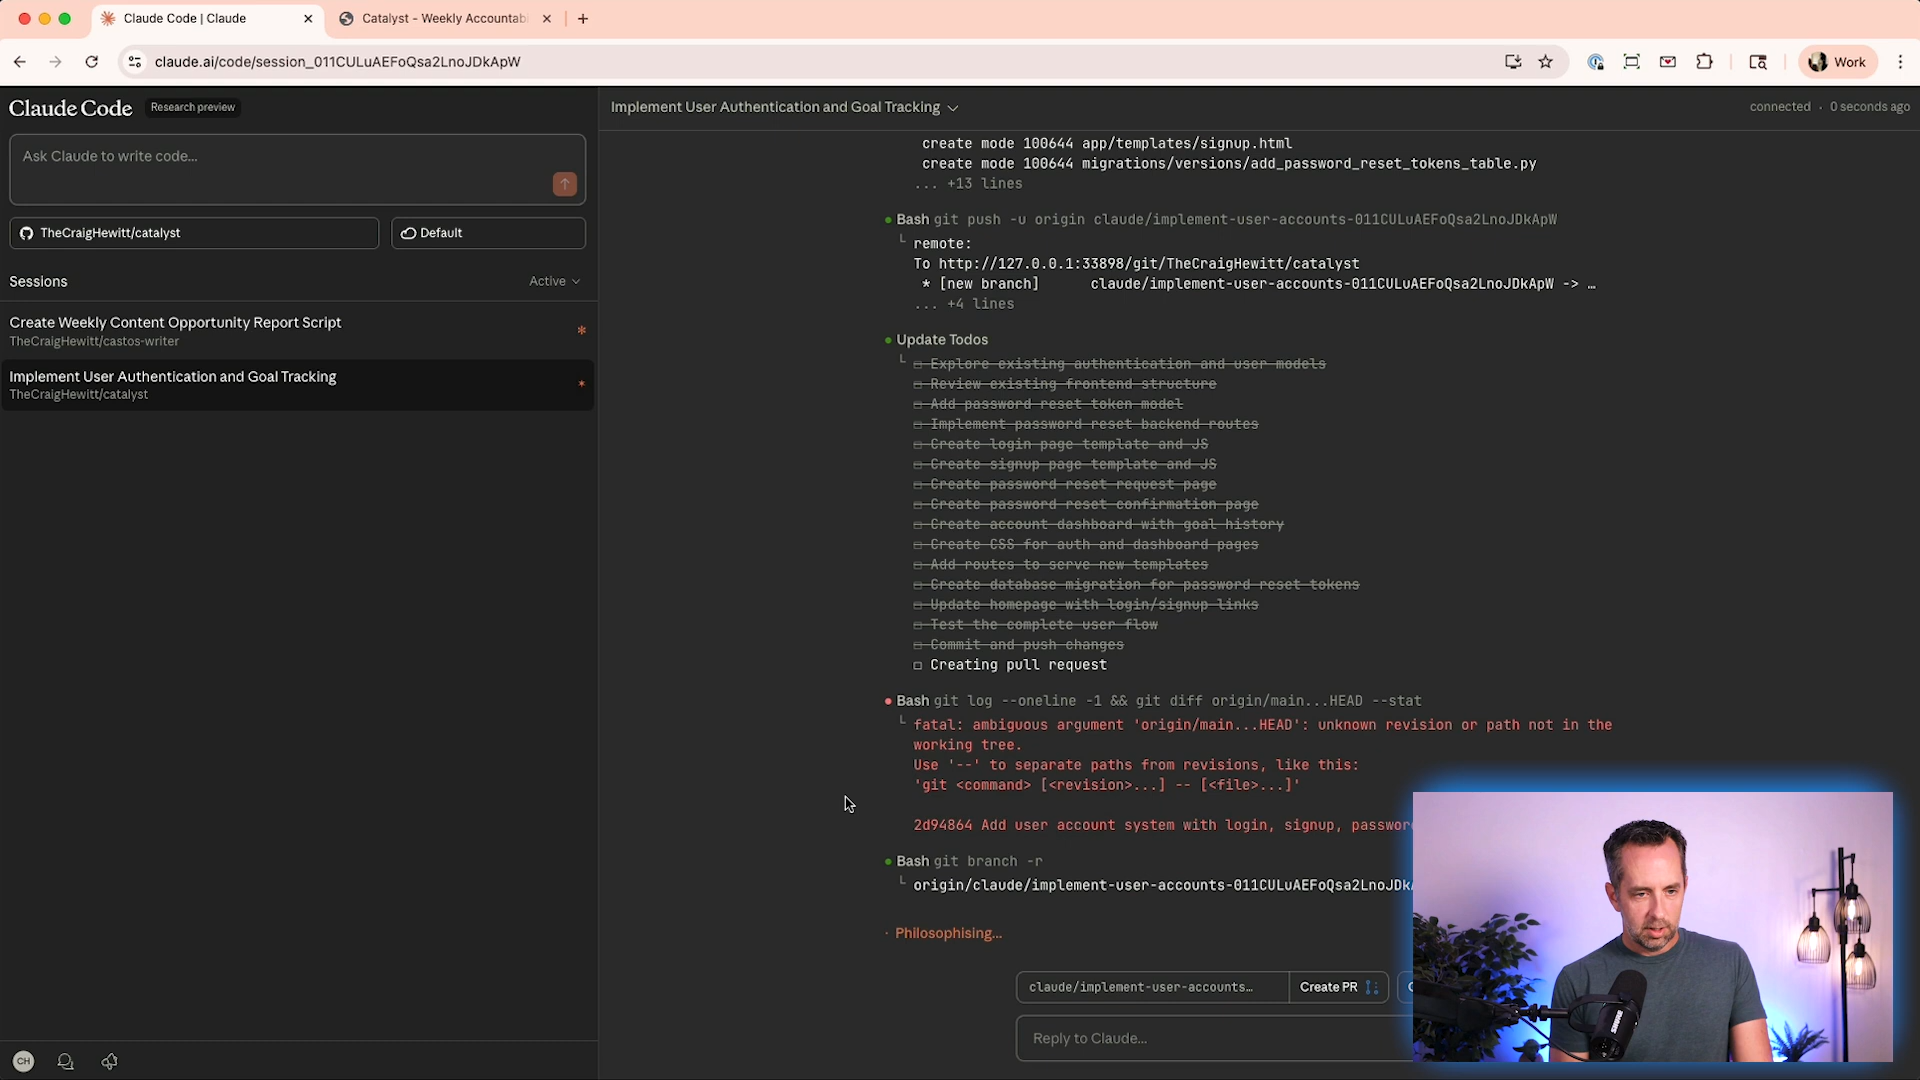 Claude Code | Claude
Catalyst - Weekly Accountab
claude.ai/code/session_011CULuAEFoQsa2LnoJDkApW
Work
Claude Code
Research preview
Ask Claude to write code...
TheCraigHewitt/catalyst
Default
Sessions
Active
Create Weekly Content Opportunity Report Script
TheCraigHewitt/castos-writer
Implement User Authentication and Goal Tracking
TheCraigHewitt/catalyst
CH
Implement User Authentication and Goal Tracking
connected · 0 seconds ago
create mode 100644 app/templates/signup.html
create mode 100644 migrations/versions/add_password_reset_tokens_table.py
... +13 lines
Bash git push -u origin claude/implement-user-accounts-011CULuAEFoQsa2LnoJDkApW
remote:
To http://127.0.0.1:33898/git/TheCraigHewitt/catalyst
* [new branch] claude/implement-user-accounts-011CULuAEFoQsa2LnoJDkApW -> …
... +4 lines
Update Todos
Explore existing authentication and user models
Review existing frontend structure
Add password reset token model
Implement password reset backend routes
Create login page template and JS
Create signup page template and JS
Create password reset request page
Create password reset confirmation page
Create account dashboard with goal history
Create CSS for auth and dashboard pages
Add routes to serve new templates
Create database migration for password reset tokens
Update homepage with login/signup links
Test the complete user flow
Commit and push changes
Creating pull request
Bash git log --oneline -1 && git diff origin/main...HEAD --stat
fatal: ambiguous argument 'origin/main...HEAD': unknown revision or path not in the
working tree.
Use '--' to separate paths from revisions, like this:
'git <command> [<revision>...] -- [<file>...]'
2d94864 Add user account system with login, signup, passwor
Bash git branch -r
origin/claude/implement-user-accounts-011CULuAEFoQsa2LnoJDkA
Philosophising...
claude/implement-user-accounts…
Create PR
Reply to Claude...